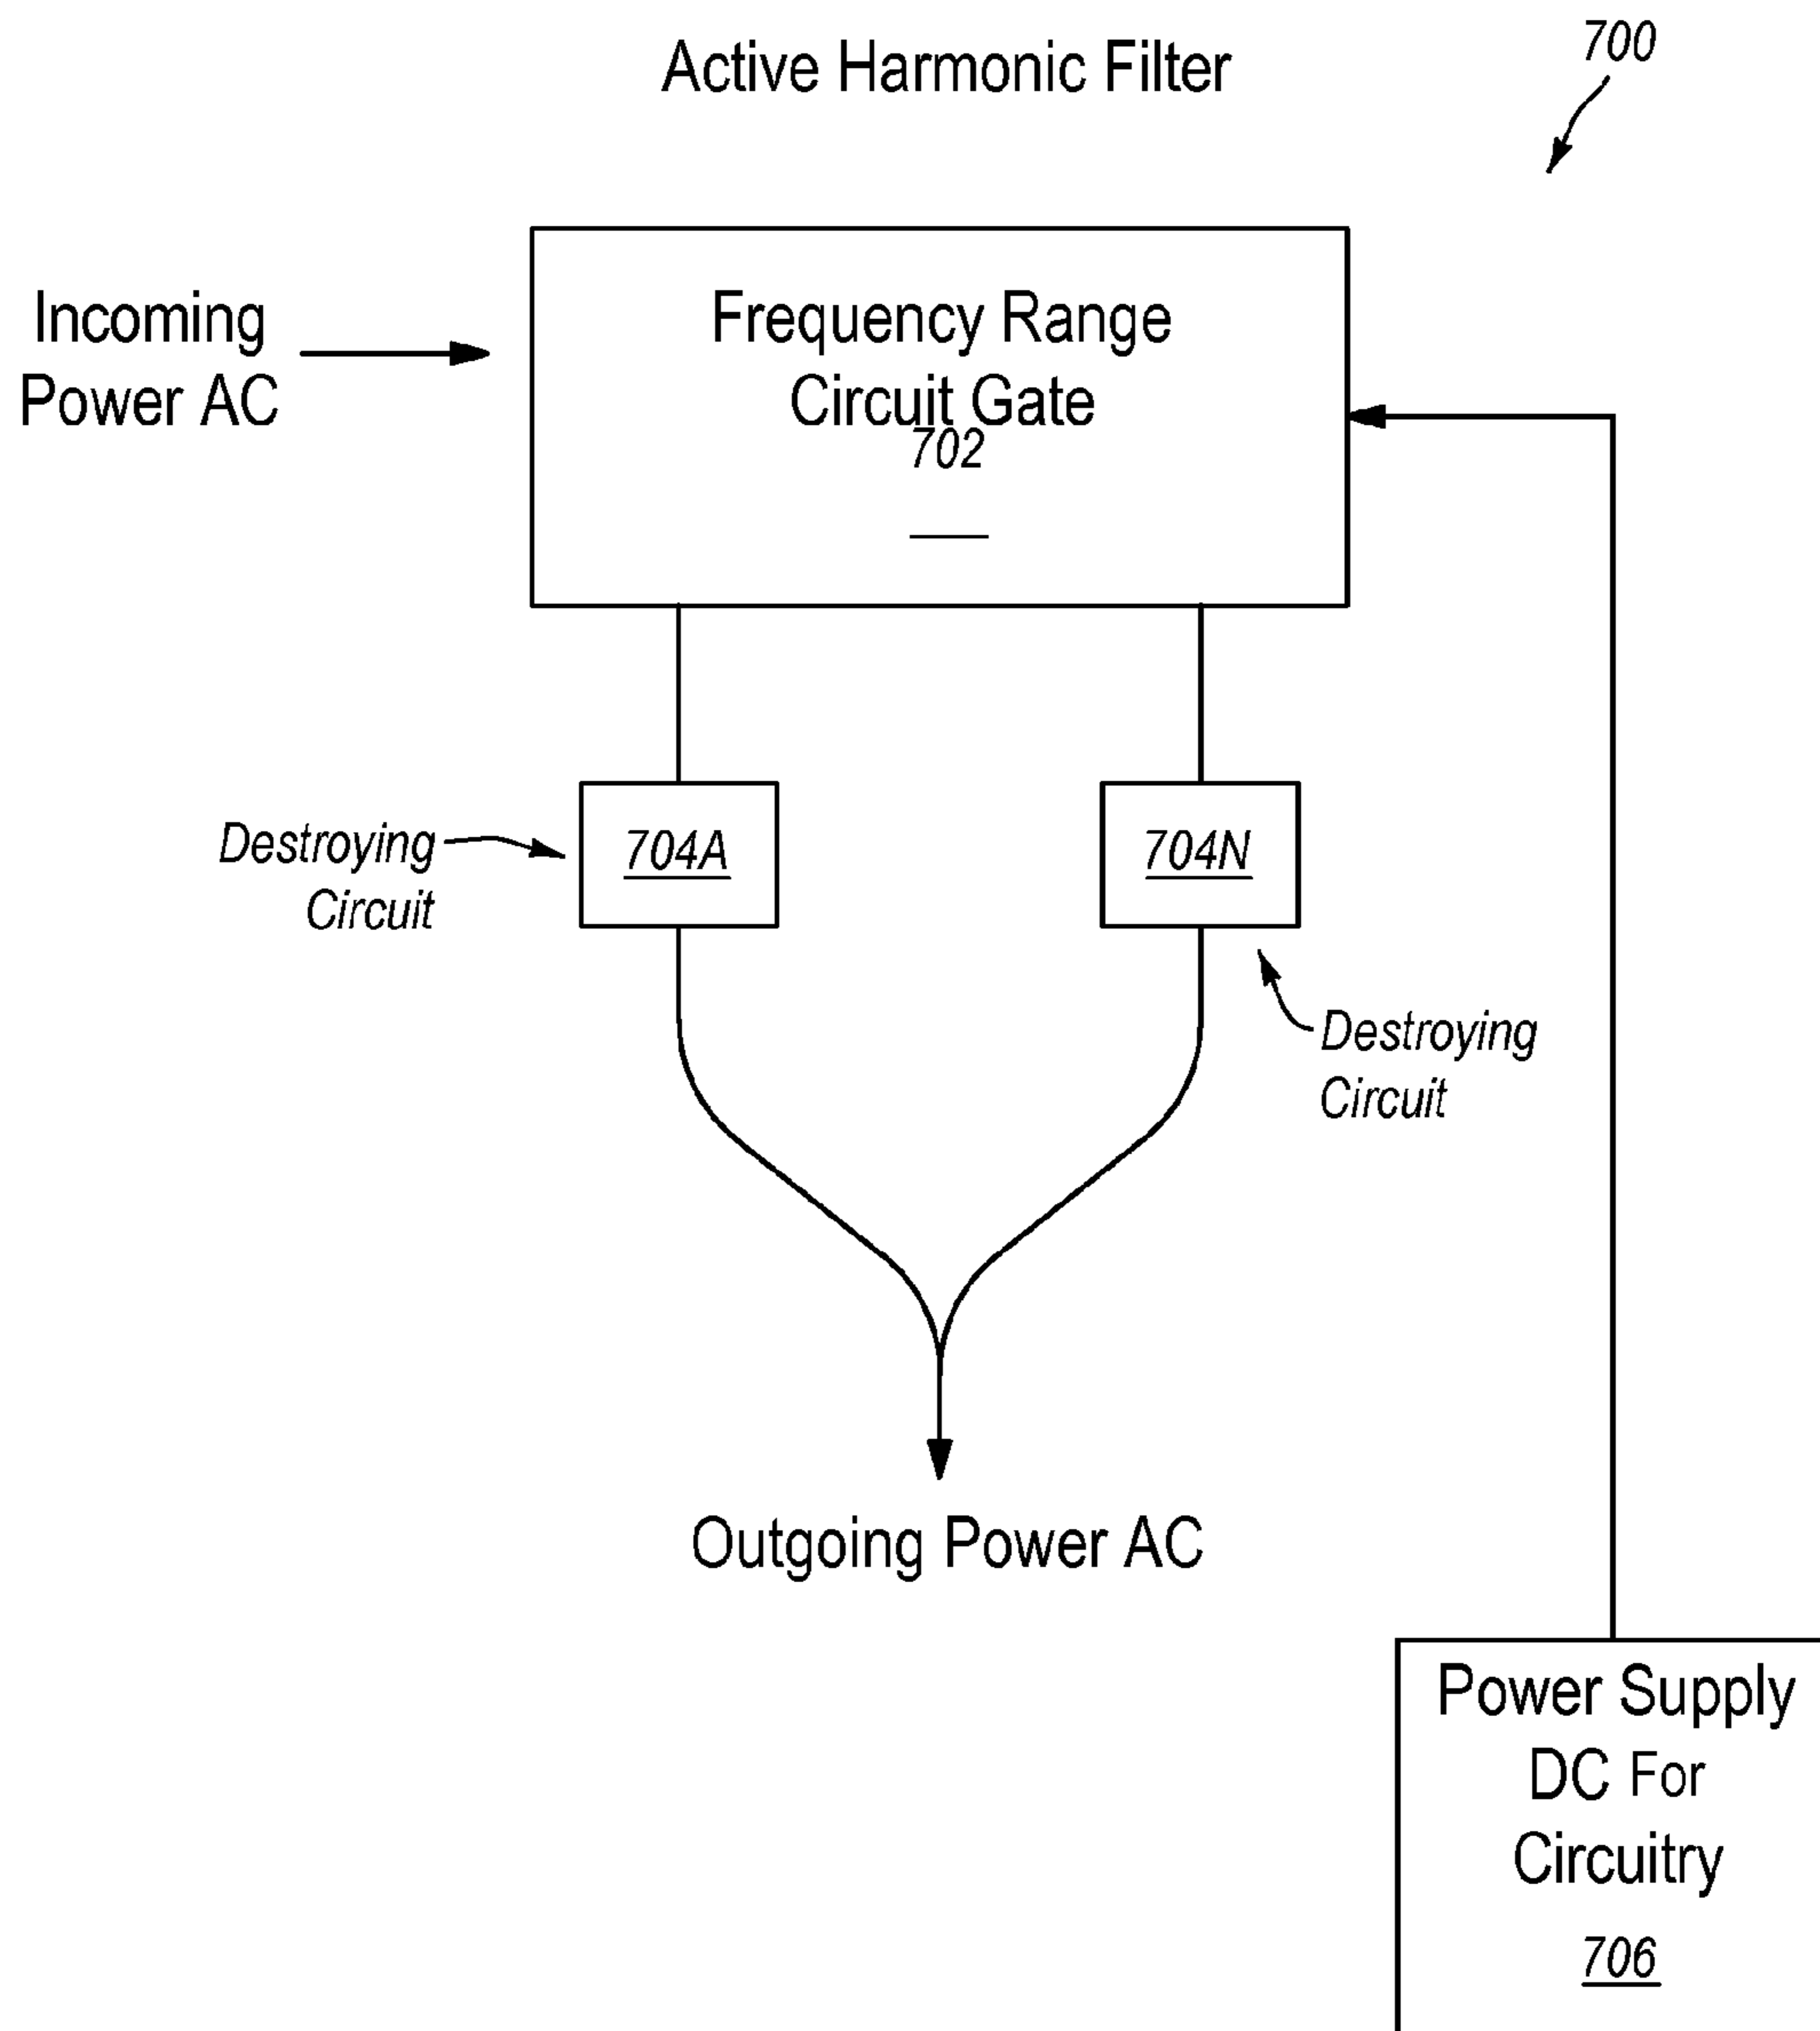 Active Harmonic Filter
700
Incoming
Power AC
Frequency Range
Circuit Gate
702
Destroying
Circuit
704A
704N
Destroying
Circuit
Outgoing Power AC
Power Supply
DC For
Circuitry
706